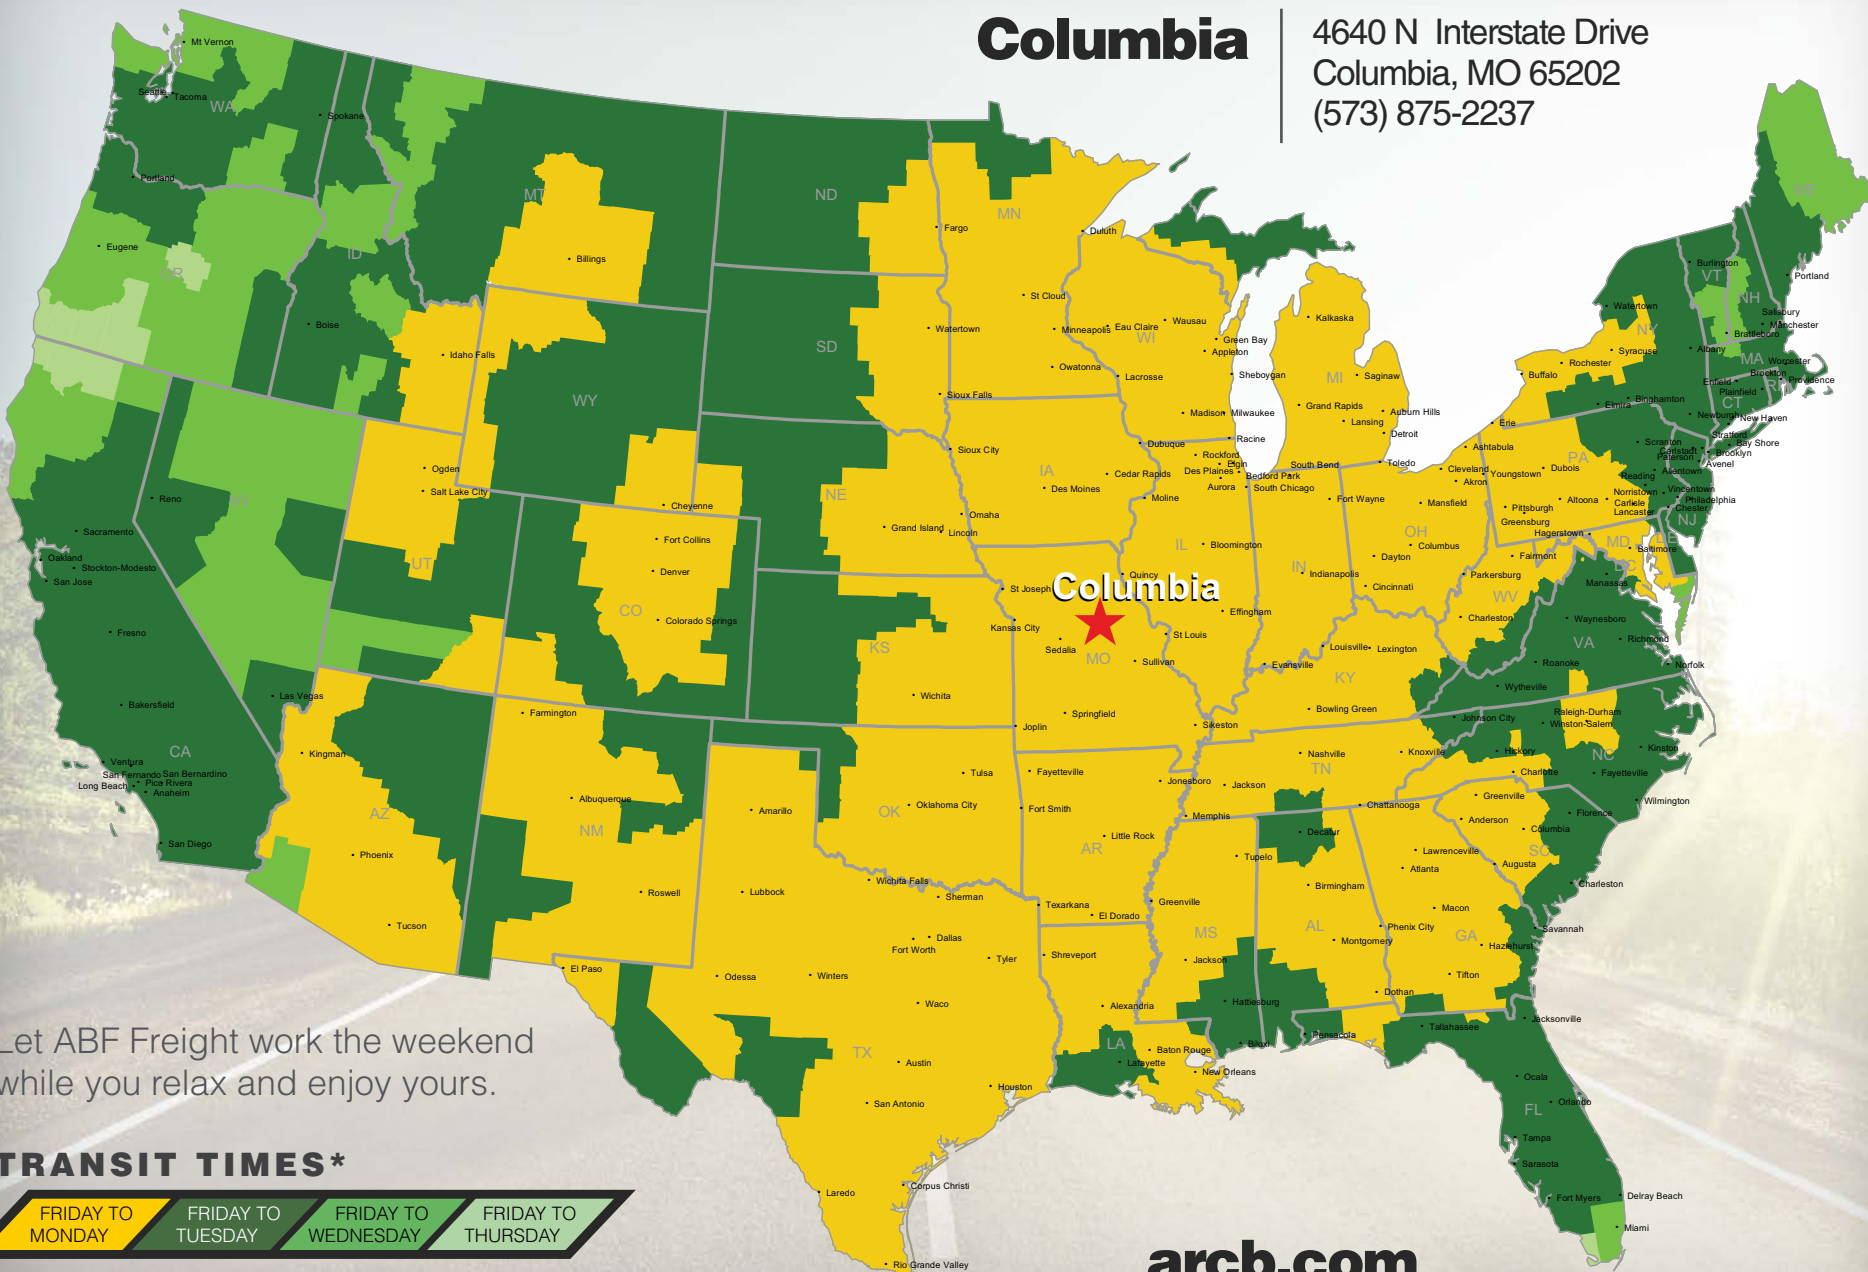 Columbia
4640 N Interstate Drive
Columbia, MO 65202
(573) 875-2237
Mt Vernon
Seattle
Tacoma
WA
Spokane
Portland
Eugene
OR
ID
Boise
Idaho Falls
MT
Billings
ND
Fargo
MN
Duluth
St Cloud
Minneapolis
Eau Claire
Wausau
WI
Green Bay
Appleton
Owatonna
Lacrosse
Sheboygan
Madison
Milwaukee
Racine
Watertown
SD
Sioux Falls
WY
Cheyenne
Kalkaska
MI
Saginaw
Grand Rapids
Lansing
Auburn Hills
Detroit
ME
Burlington
VT
Portland
NH
Salisbury
Manchester
Brattleboro
Watertown
NY
Syracuse
Rochester
Buffalo
Albany
MA
Worcester
Brockton
Providence
Enfield
Plainfield
RI
CT
Binghamton
Elmira
Newburgh
New Haven
Stratford
Bay Shore
Brooklyn
Erie
Ashtabula
Scranton
Carlstadt
Paterson
Avenel
PA
Allentown
Reading
Dubois
Norristown
Vincentown
Philadelphia
Carlisle
Lancaster
Chester
Altoona
Pittsburgh
Greensburg
NJ
Hagerstown
MD
DE
Baltimore
DC
Manassas
Fairmont
Parkersburg
WV
Charleston
Waynesboro
VA
Richmond
Norfolk
Roanoke
Wytheville
Toledo
Cleveland
Youngstown
Akron
Mansfield
OH
Columbus
Dayton
Cincinnati
South Bend
Fort Wayne
IN
Indianapolis
Evansville
Dubuque
Rockford
Elgin
Des Plaines
Bedford Park
Aurora
South Chicago
Moline
IL
Bloomington
Quincy
Effingham
Sioux City
IA
Cedar Rapids
Des Moines
NE
Omaha
Grand Island
Lincoln
Ogden
Salt Lake City
UT
Reno
NV
Sacramento
Oakland
Stockton-Modesto
San Jose
Fresno
Las Vegas
Bakersfield
CA
Ventura
San Fernando
San Bernardino
Long Beach
Pico Rivera
Anaheim
San Diego
Fort Collins
Denver
CO
Colorado Springs
St Joseph
Columbia
Kansas City
Sedalia
MO
St Louis
Sullivan
KS
Wichita
Springfield
Joplin
Sikeston
Louisville
Lexington
KY
Bowling Green
Johnson City
Raleigh-Durham
Winston-Salem
Hickory
NC
Kinston
Charlotte
Fayetteville
Wilmington
Nashville
Knoxville
TN
Jackson
Chattanooga
Memphis
Kingman
AZ
Phoenix
Tucson
Farmington
Albuquerque
NM
Roswell
Amarillo
Lubbock
Tulsa
OK
Oklahoma City
Fayetteville
Fort Smith
Jonesboro
Little Rock
AR
Texarkana
El Dorado
Greenville
Anderson
Columbia
SC
Florence
Charleston
Decatur
Tupelo
Birmingham
AL
Montgomery
Dothan
Lawrenceville
Atlanta
Augusta
Macon
Phenix City
GA
Hazlehurst
Savannah
Tifton
Greenville
MS
Jackson
Hattiesburg
Biloxi
Pensacola
Tallahassee
Jacksonville
Ocala
Orlando
FL
Tampa
Sarasota
Fort Myers
Delray Beach
Miami
Wichita Falls
Sherman
Dallas
Fort Worth
Tyler
Shreveport
El Paso
Odessa
Winters
Waco
Alexandria
TX
LA
Baton Rouge
Lafayette
New Orleans
Austin
Houston
San Antonio
Laredo
Corpus Christi
Rio Grande Valley
Let ABF Freight work the weekend
while you relax and enjoy yours.
TRANSIT TIMES*
FRIDAY TO
MONDAY
FRIDAY TO
TUESDAY
FRIDAY TO
WEDNESDAY
FRIDAY TO
THURSDAY
arcb.com